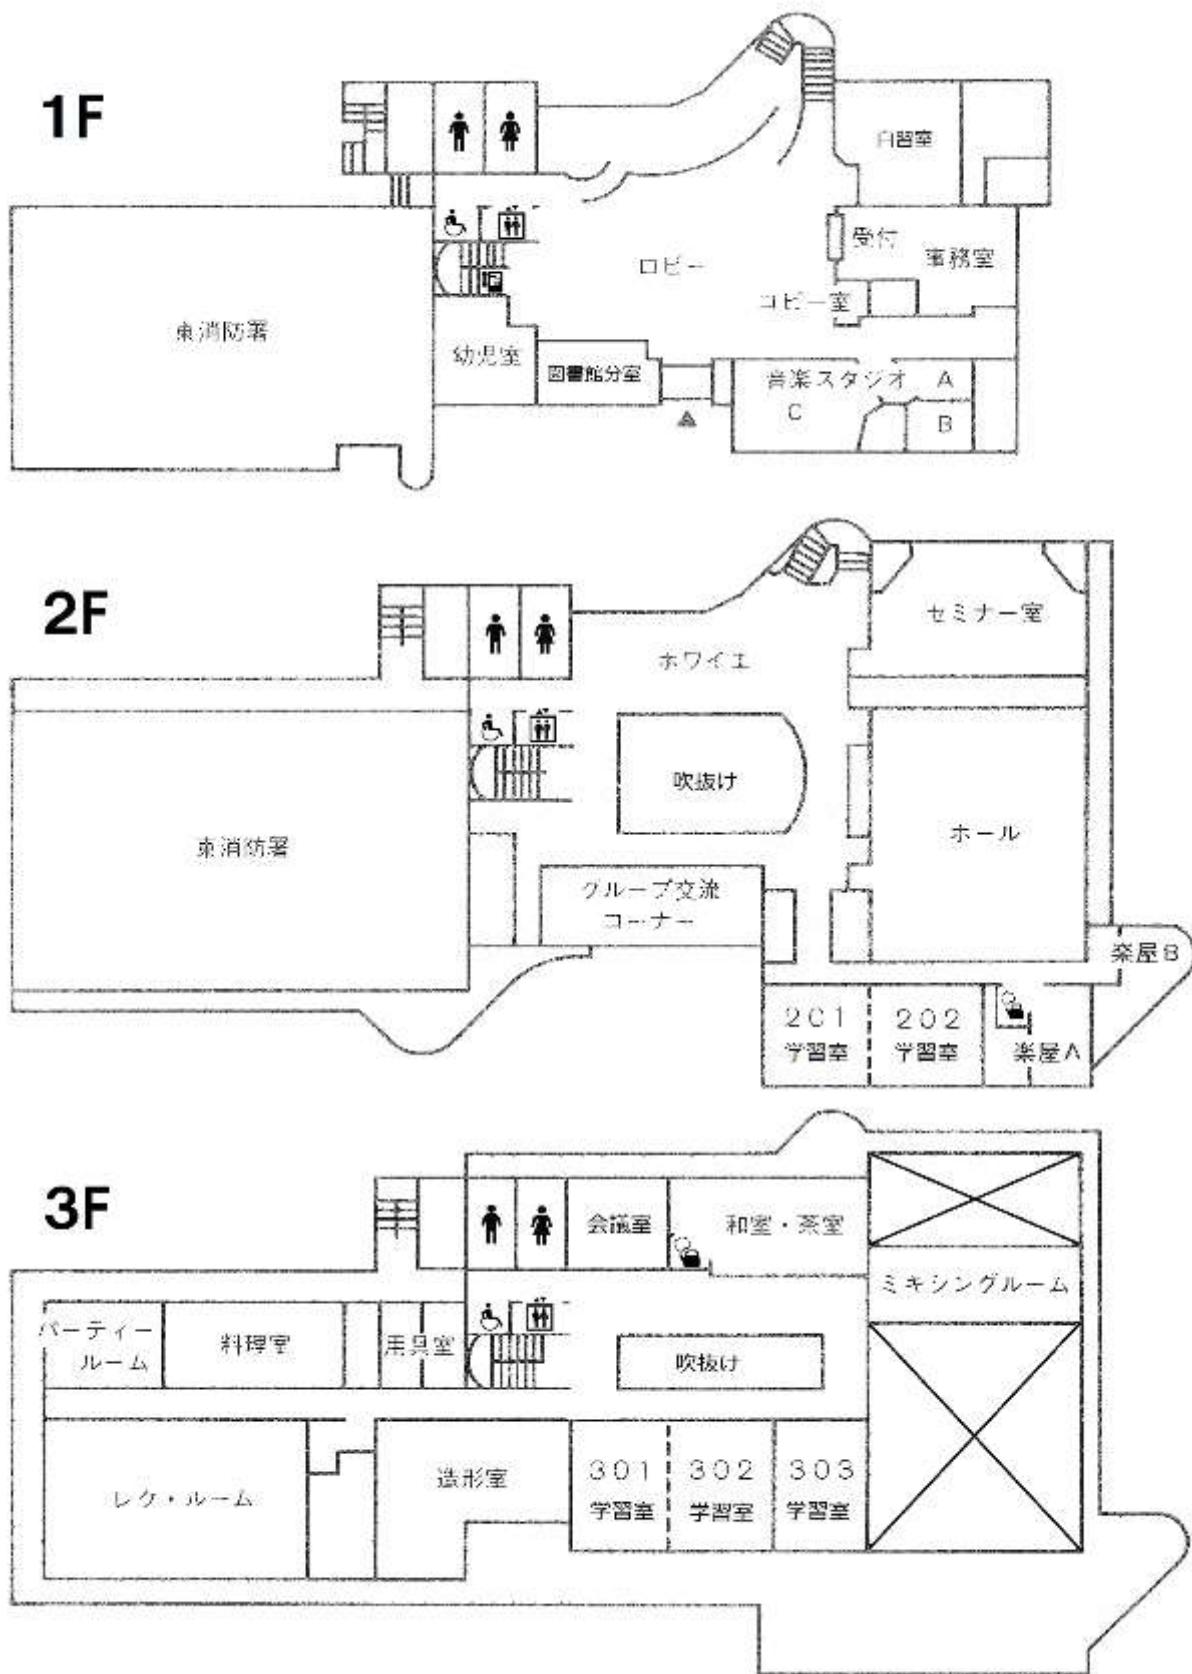 1F
自習室
受付
事務室
ロビー
コピー室
東消防署
幼児室
図書館分室
音楽スタジオ A
C
B
2F
セミナー室
ホワイエ
吹抜け
ホール
東消防署
グループ交流
コーナー
楽屋B
201
学習室
202
学習室
楽屋A
3F
会議室
和室・茶室
ミキシングルーム
パーティー
ルーム
料理室
用具室
吹抜け
レク・ルーム
造形室
301
学習室
302
学習室
303
学習室